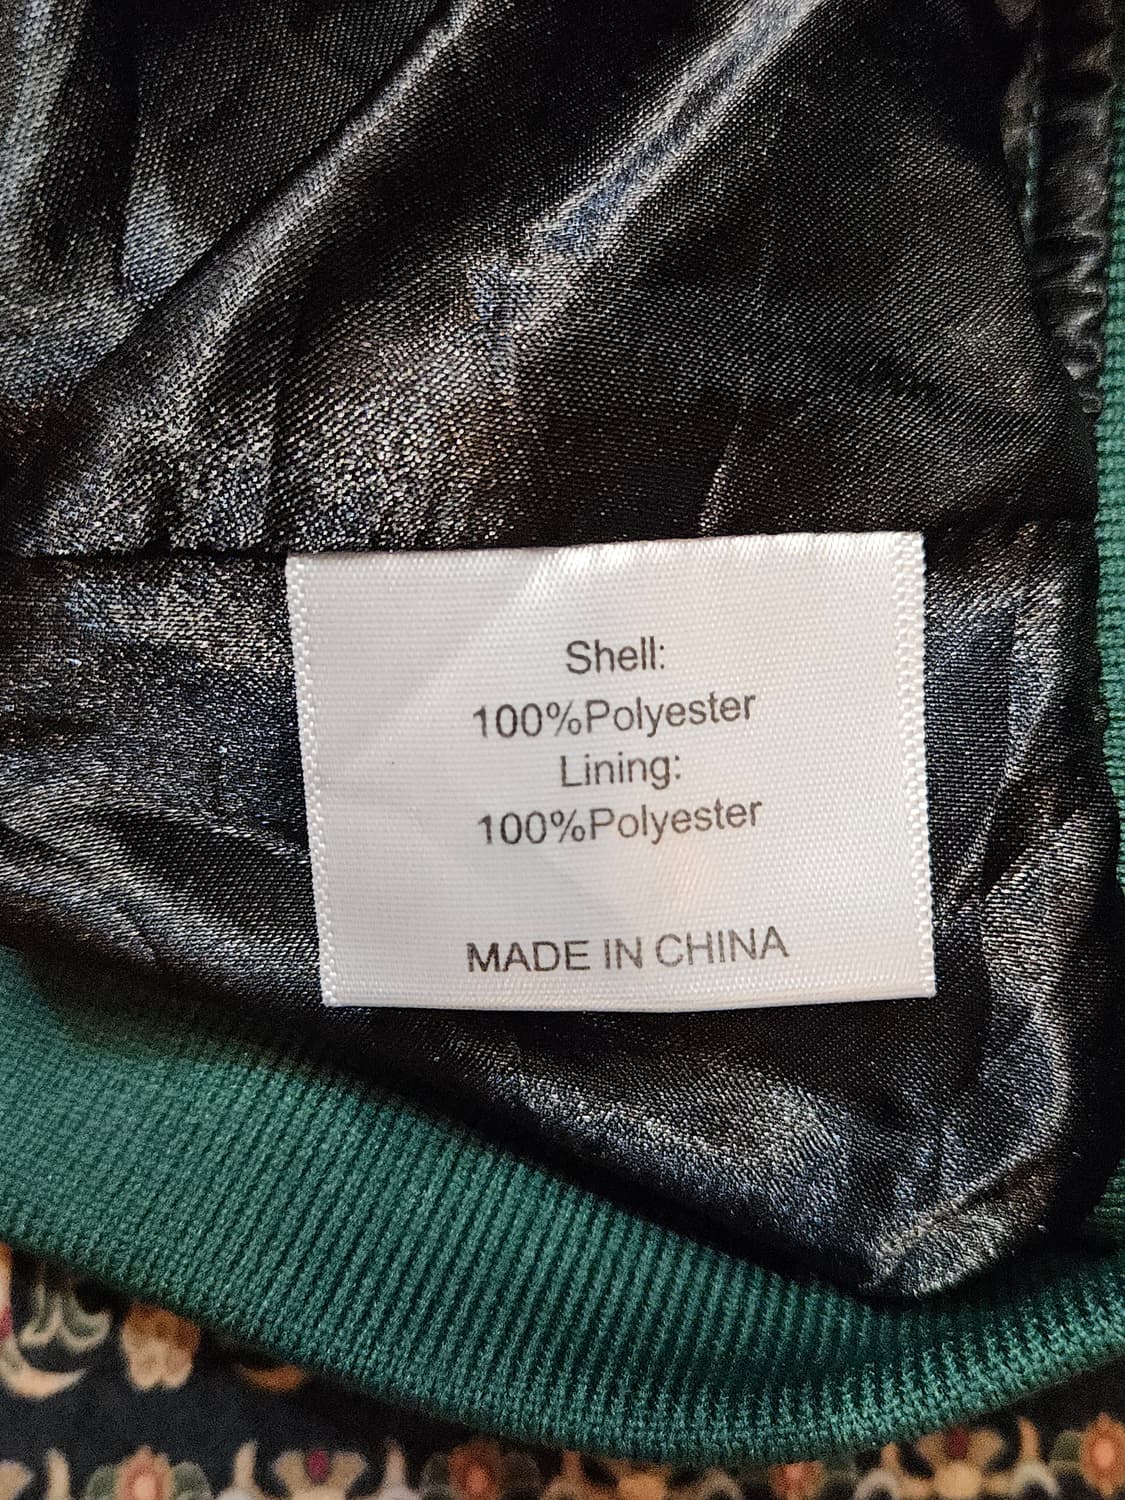 Shell:
100%Polyester
Lining:
100%Polyester
MADE IN CHINA